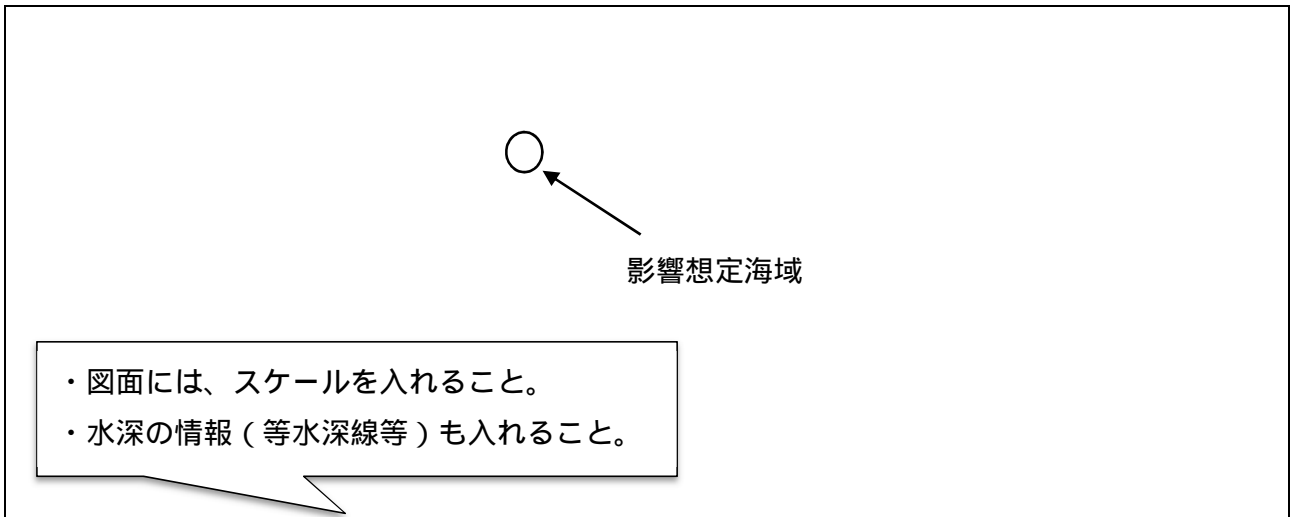 影響想定海域
・図面には、スケールを入れること。
・水深の情報（等水深線等）も入れること。